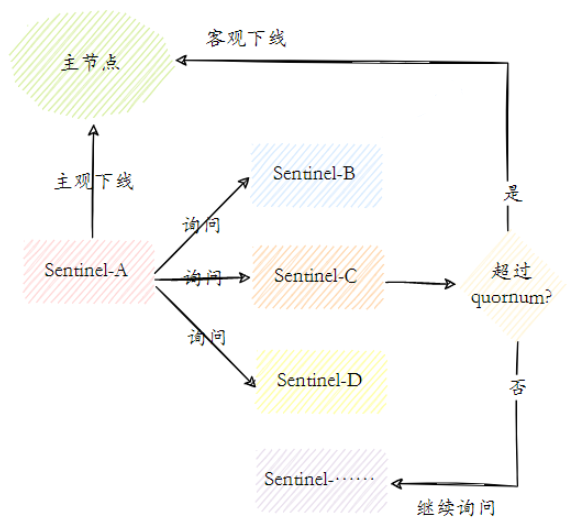 客观下线
主节点
主观下线
Sentinel-B
询问
是
Sentinel-A
询问
Sentinel-C
超过
quornum?
询问
Sentinel-D
否
Sentinel-……
继续询问